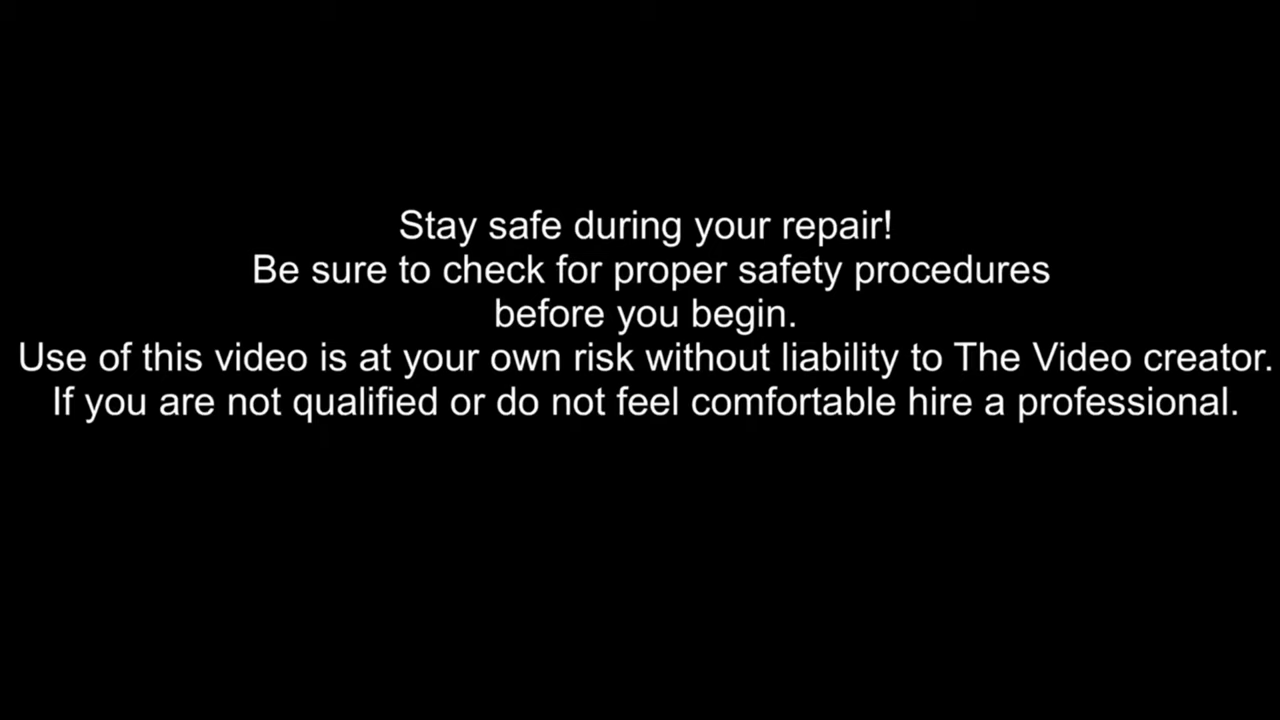 Stay safe during your repair!
Be sure to check for proper safety procedures
before you begin.
Use of this video is at your own risk without liability to The Video creator.
If you are not qualified or do not feel comfortable hire a professional.